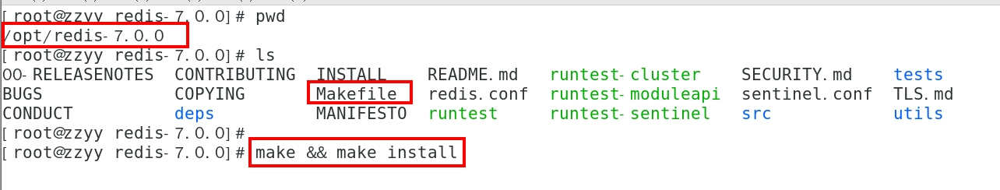 [ root@zzyy redis- 7. 0. 0] # pwd
/opt/redis- 7. 0. 0
[ root@zzyy redis- 7. 0. 0] # ls
00- RELEASENOTES CONTRIBUTING INSTALL README. md runtest- cluster SECURITY. md tests
BUGS COPYING Makefile redis. conf runtest- moduleapi sentinel. conf TLS. md
CONDUCT deps MANIFESTO runtest runtest- sentinel src utils
[ root@zzyy redis- 7. 0. 0] #
[ root@zzyy redis- 7. 0. 0] # make && make install